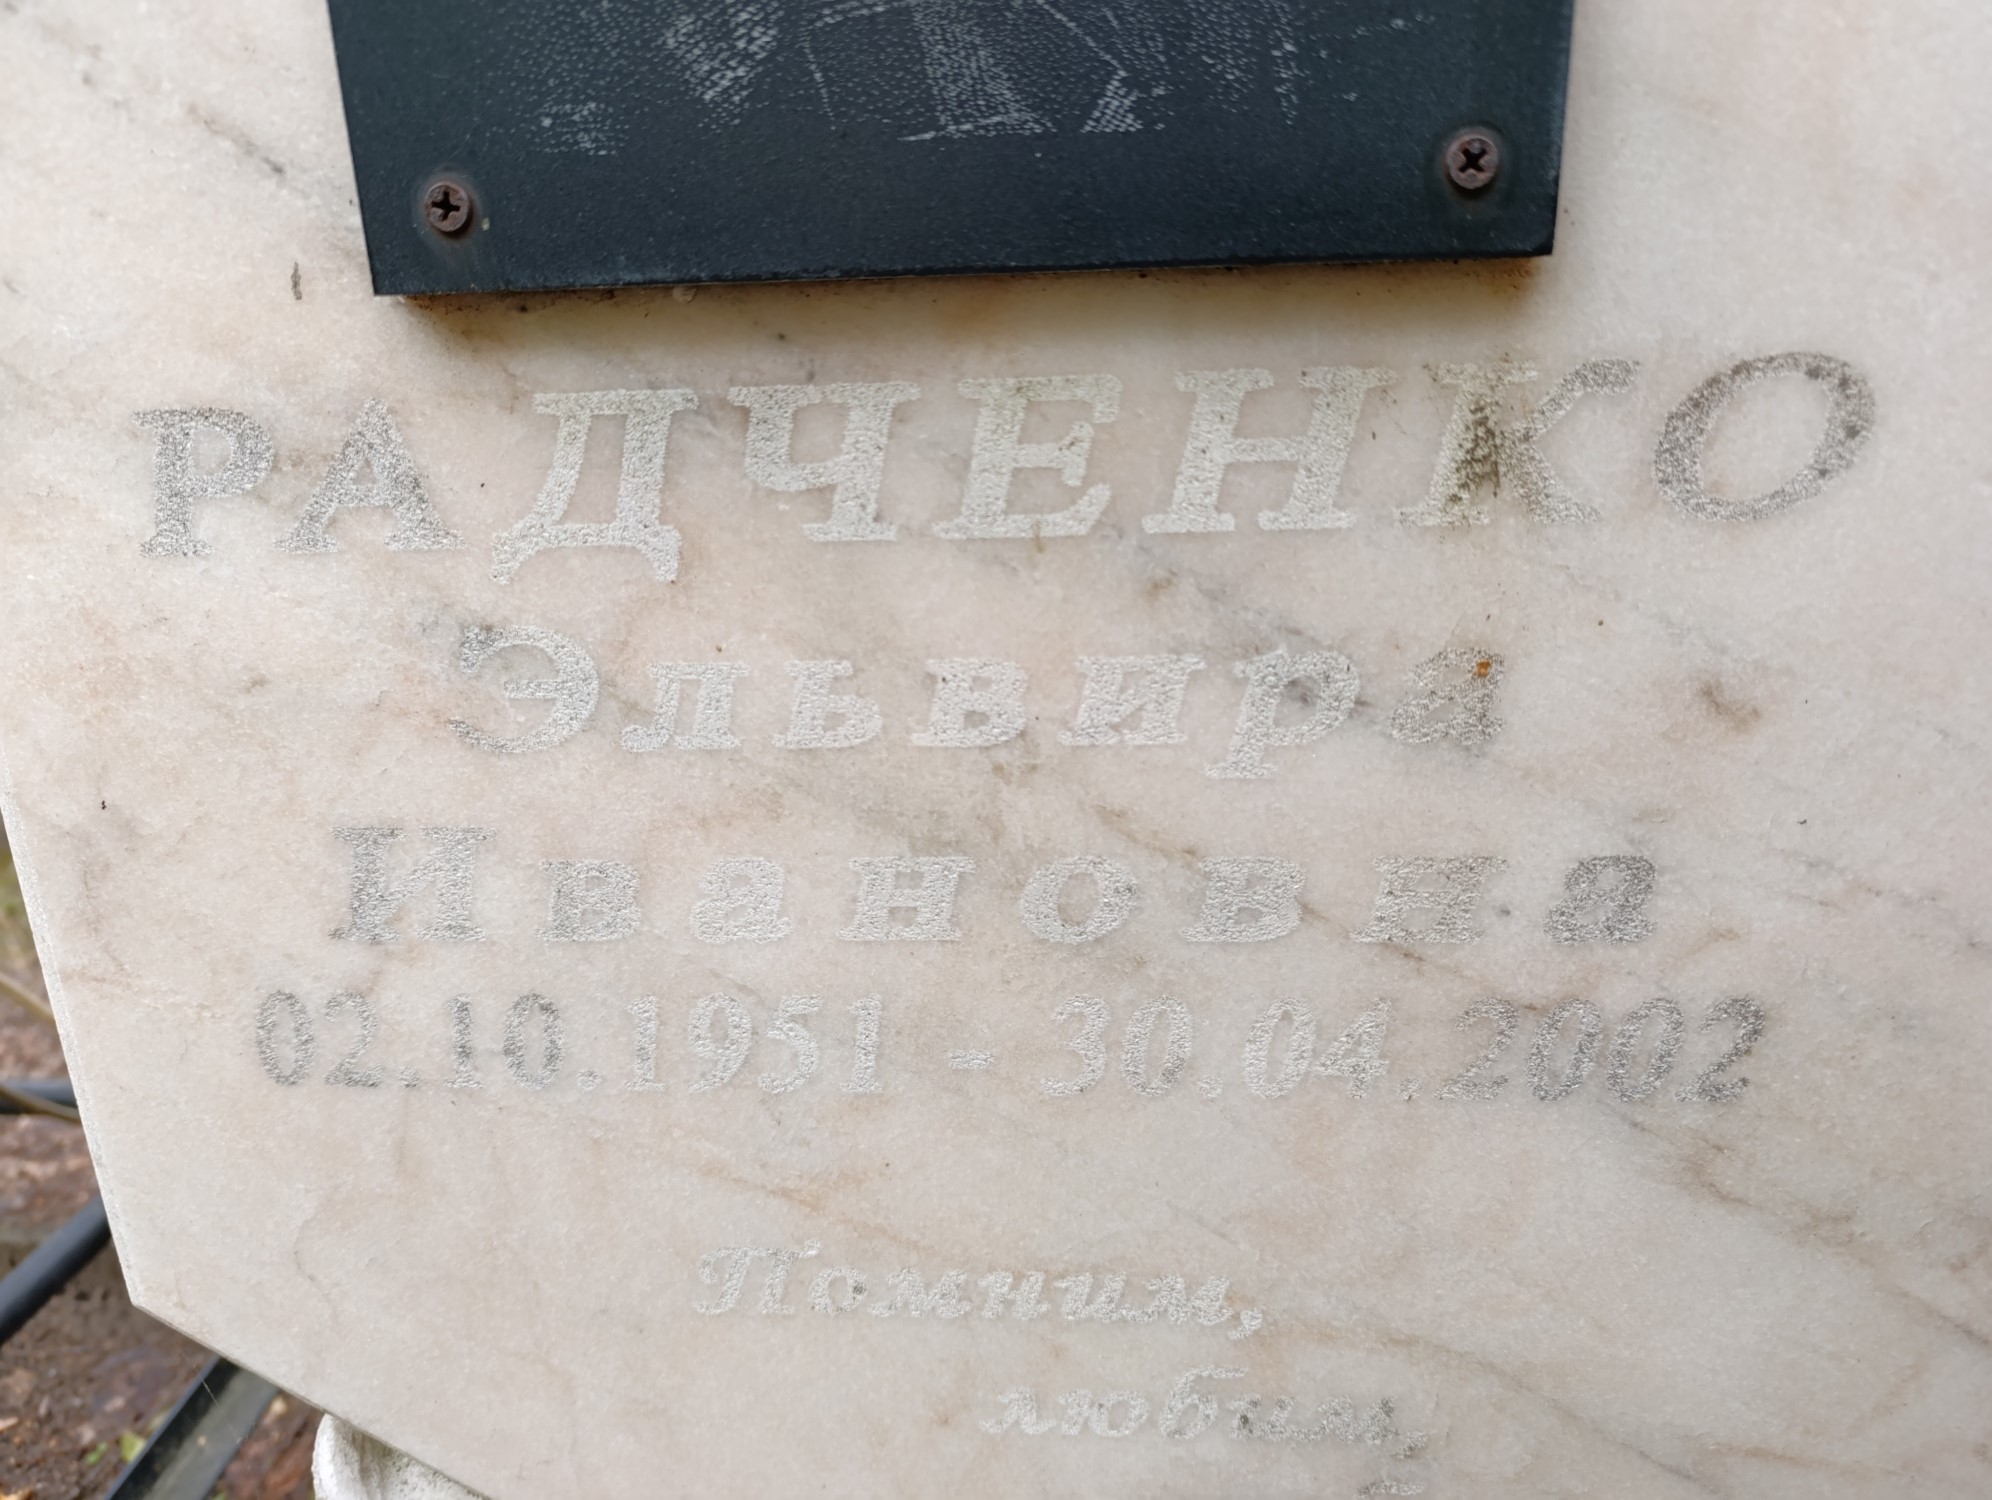 РАДЧЕНКО
Эльвира
Ивановна
02.10.1951 - 30.04.2002
Помним,
любим,